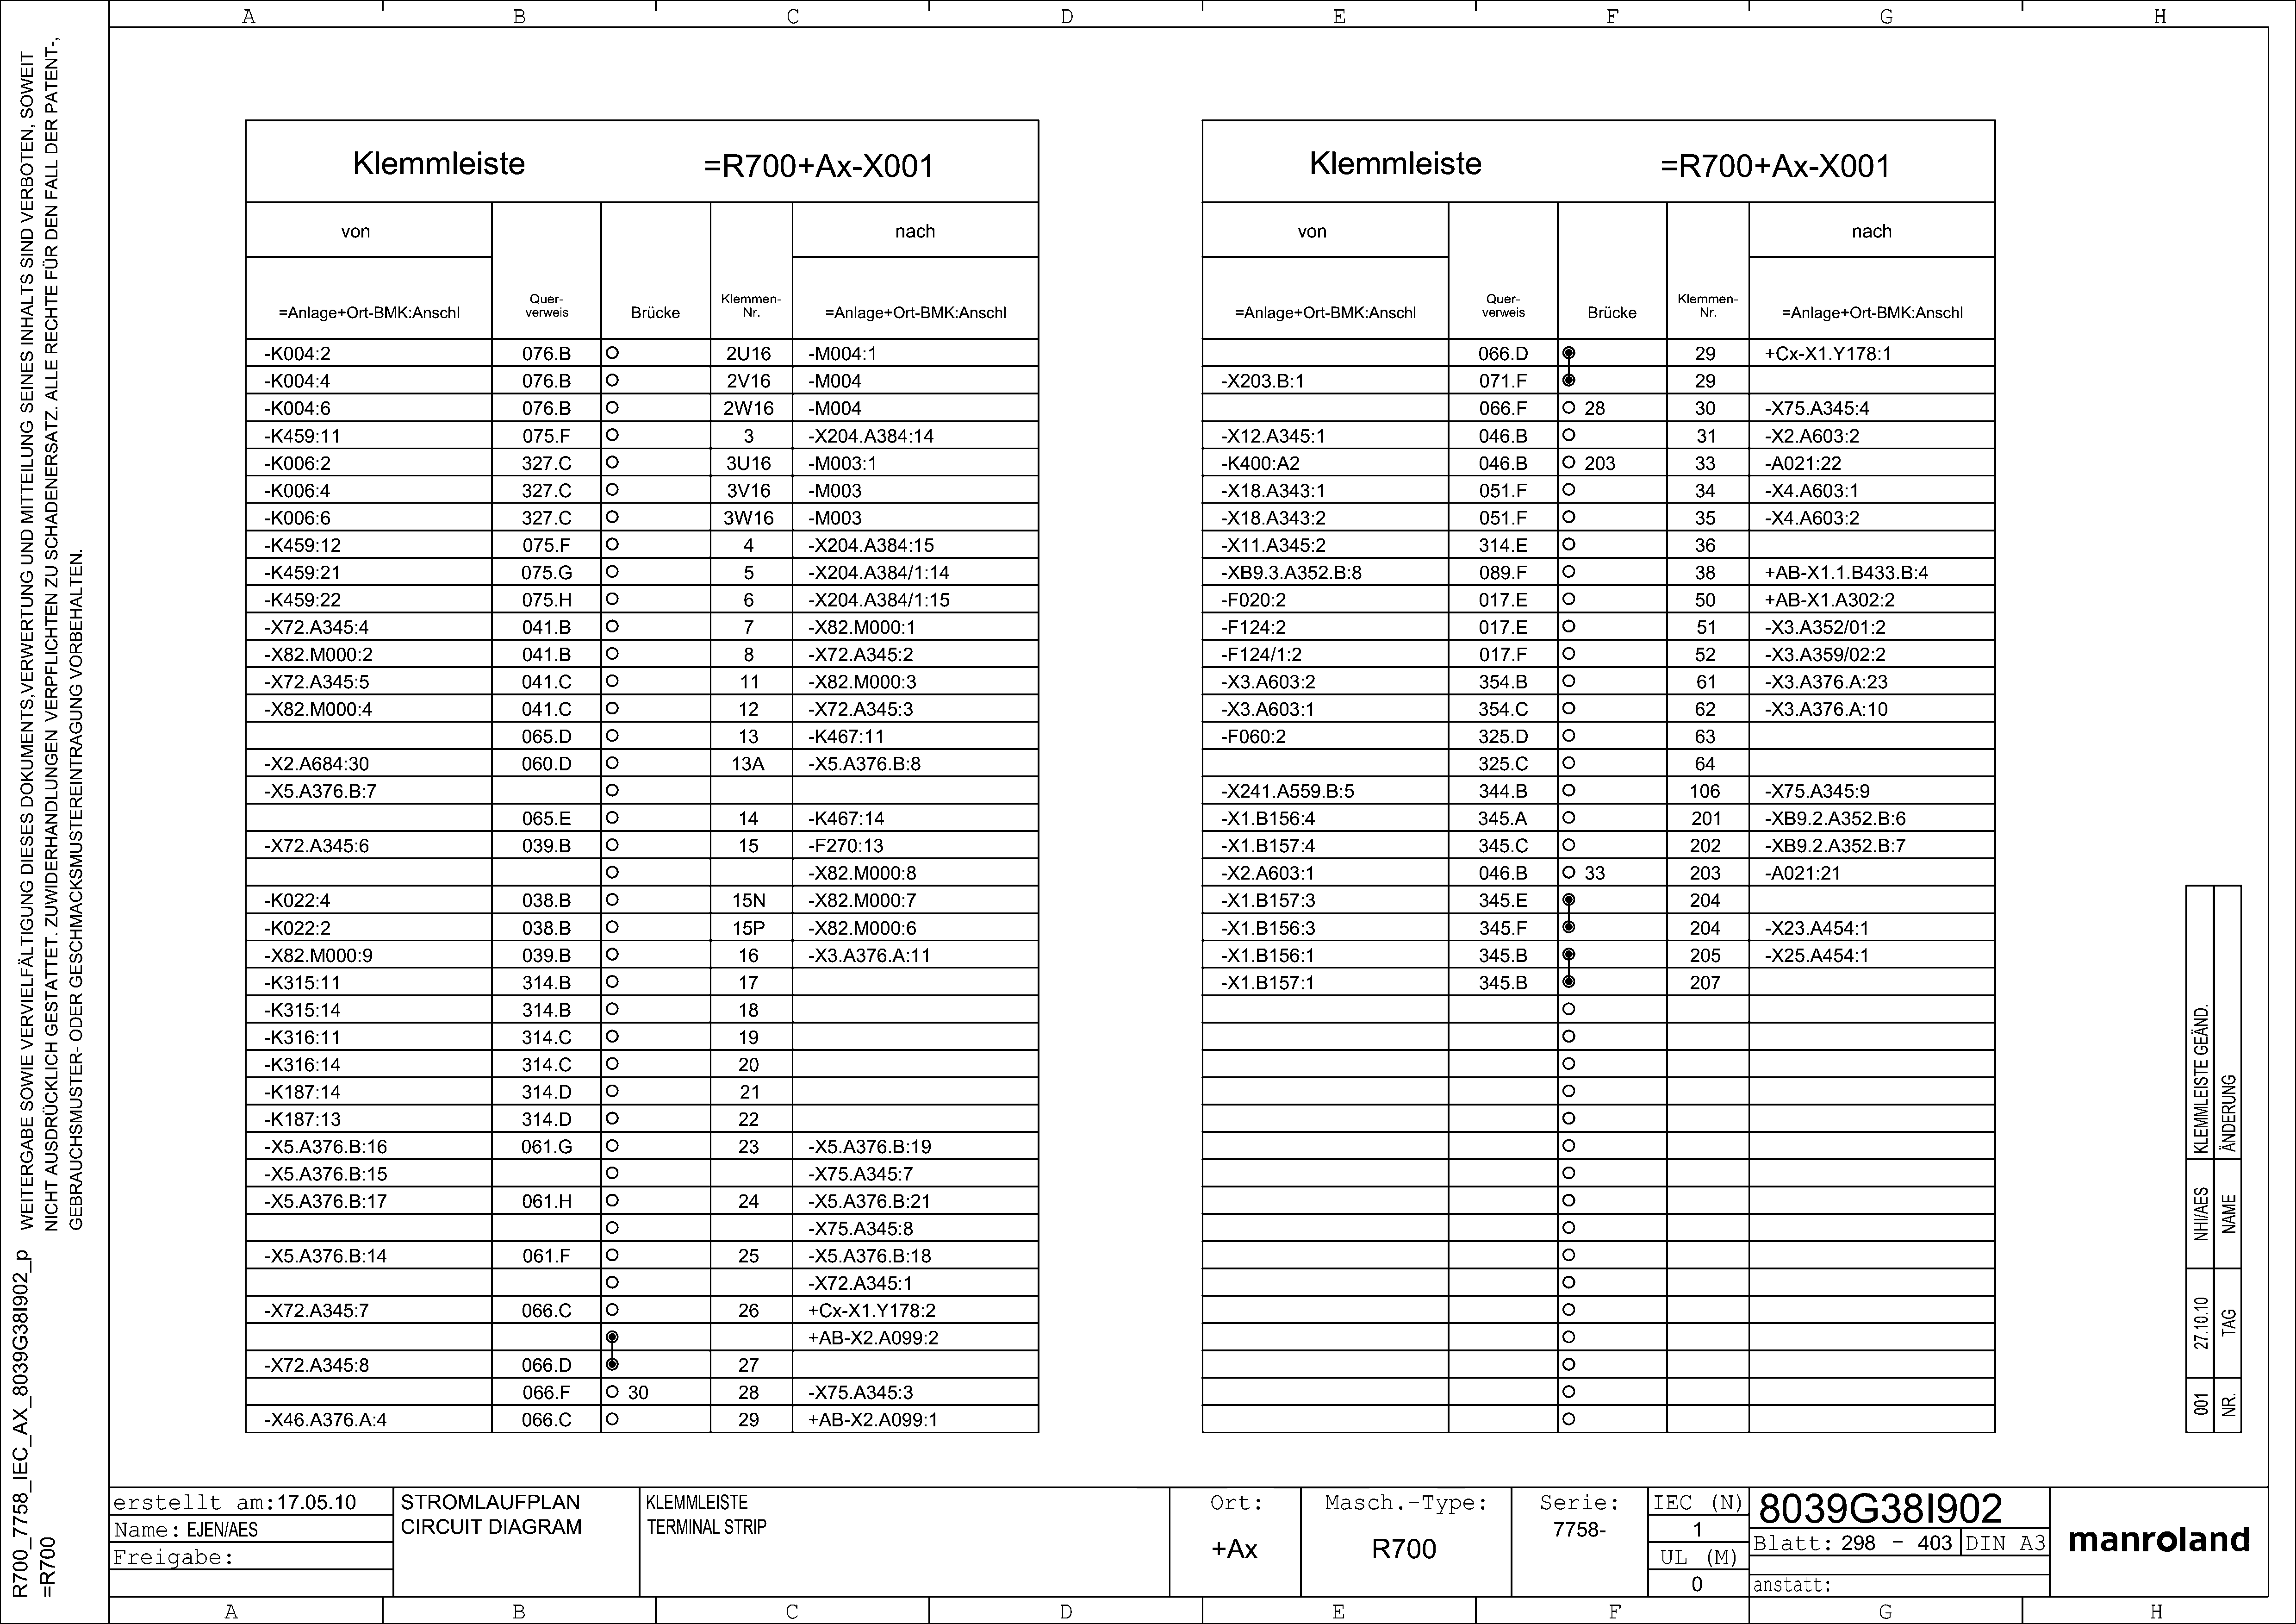 A B C D E F G H
WEITERGABE SOWIE VERVIELFÄLTIGUNG DIESES DOKUMENTS,VERWERTUNG UND MITTEILUNG SEINES INHALTS SIND VERBOTEN, SOWEIT
NICHT AUSDRÜCKLICH GESTATTET. ZUWIDERHANDLUNGEN VERPFLICHTEN ZU SCHADENERSATZ. ALLE RECHTE FÜR DEN FALL DER PATENT-,
GEBRAUCHSMUSTER- ODER GESCHMACKSMUSTEREINTRAGUNG VORBEHALTEN.
R700_7758_IEC_AX_8039G38I902_p
=R700
Klemmleiste =R700+Ax-X001
von nach
=Anlage+Ort-BMK:Anschl Quer-verweis Brücke Klemmen-Nr. =Anlage+Ort-BMK:Anschl
-K004:2 076.B 2U16 -M004:1
-K004:4 076.B 2V16 -M004
-K004:6 076.B 2W16 -M004
-K459:11 075.F 3 -X204.A384:14
-K006:2 327.C 3U16 -M003:1
-K006:4 327.C 3V16 -M003
-K006:6 327.C 3W16 -M003
-K459:12 075.F 4 -X204.A384:15
-K459:21 075.G 5 -X204.A384/1:14
-K459:22 075.H 6 -X204.A384/1:15
-X72.A345:4 041.B 7 -X82.M000:1
-X82.M000:2 041.B 8 -X72.A345:2
-X72.A345:5 041.C 11 -X82.M000:3
-X82.M000:4 041.C 12 -X72.A345:3
065.D 13 -K467:11
-X2.A684:30 060.D 13A -X5.A376.B:8
-X5.A376.B:7
065.E 14 -K467:14
-X72.A345:6 039.B 15 -F270:13
-X82.M000:8
-K022:4 038.B 15N -X82.M000:7
-K022:2 038.B 15P -X82.M000:6
-X82.M000:9 039.B 16 -X3.A376.A:11
-K315:11 314.B 17
-K315:14 314.B 18
-K316:11 314.C 19
-K316:14 314.C 20
-K187:14 314.D 21
-K187:13 314.D 22
-X5.A376.B:16 061.G 23 -X5.A376.B:19
-X5.A376.B:15 -X75.A345:7
-X5.A376.B:17 061.H 24 -X5.A376.B:21
-X75.A345:8
-X5.A376.B:14 061.F 25 -X5.A376.B:18
-X72.A345:1
-X72.A345:7 066.C 26 +Cx-X1.Y178:2
+AB-X2.A099:2
-X72.A345:8 066.D 27
066.F 30 28 -X75.A345:3
-X46.A376.A:4 066.C 29 +AB-X2.A099:1
Klemmleiste =R700+Ax-X001
von nach
=Anlage+Ort-BMK:Anschl Quer-verweis Brücke Klemmen-Nr. =Anlage+Ort-BMK:Anschl
066.D 29 +Cx-X1.Y178:1
-X203.B:1 071.F 29
066.F 28 30 -X75.A345:4
-X12.A345:1 046.B 31 -X2.A603:2
-K400:A2 046.B 203 33 -A021:22
-X18.A343:1 051.F 34 -X4.A603:1
-X18.A343:2 051.F 35 -X4.A603:2
-X11.A345:2 314.E 36
-XB9.3.A352.B:8 089.F 38 +AB-X1.1.B433.B:4
-F020:2 017.E 50 +AB-X1.A302:2
-F124:2 017.E 51 -X3.A352/01:2
-F124/1:2 017.F 52 -X3.A359/02:2
-X3.A603:2 354.B 61 -X3.A376.A:23
-X3.A603:1 354.C 62 -X3.A376.A:10
-F060:2 325.D 63
325.C 64
-X241.A559.B:5 344.B 106 -X75.A345:9
-X1.B156:4 345.A 201 -XB9.2.A352.B:6
-X1.B157:4 345.C 202 -XB9.2.A352.B:7
-X2.A603:1 046.B 33 203 -A021:21
-X1.B157:3 345.E 204
-X1.B156:3 345.F 204 -X23.A454:1
-X1.B156:1 345.B 205 -X25.A454:1
-X1.B157:1 345.B 207
001 27.10.10 NHI/AES KLEMMLEISTE GEÄND.
NR. TAG NAME ÄNDERUNG
erstellt am:17.05.10
Name: EJEN/AES
Freigabe:
STROMLAUFPLAN
CIRCUIT DIAGRAM
KLEMMLEISTE
TERMINAL STRIP
Ort:
+Ax
Masch.-Type:
R700
Serie:
7758-
IEC (N)
1
UL (M)
0
8039G38I902
Blatt: 298 - 403 DIN A3
anstatt:
manroland
A B C D E F G H